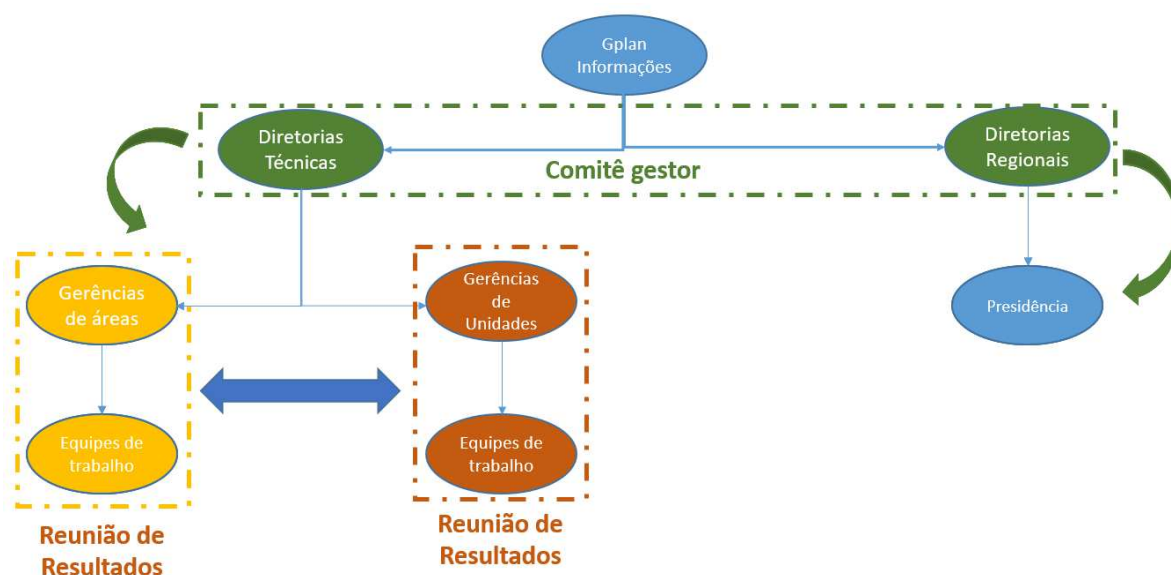 Gplan
Informações
Diretorias
Técnicas
Diretorias
Regionais
Comitê gestor
Gerências
de áreas
Gerências
de
Unidades
Presidência
Equipes de
trabalho
Equipes de
trabalho
Reunião de
Resultados
Reunião de
Resultados